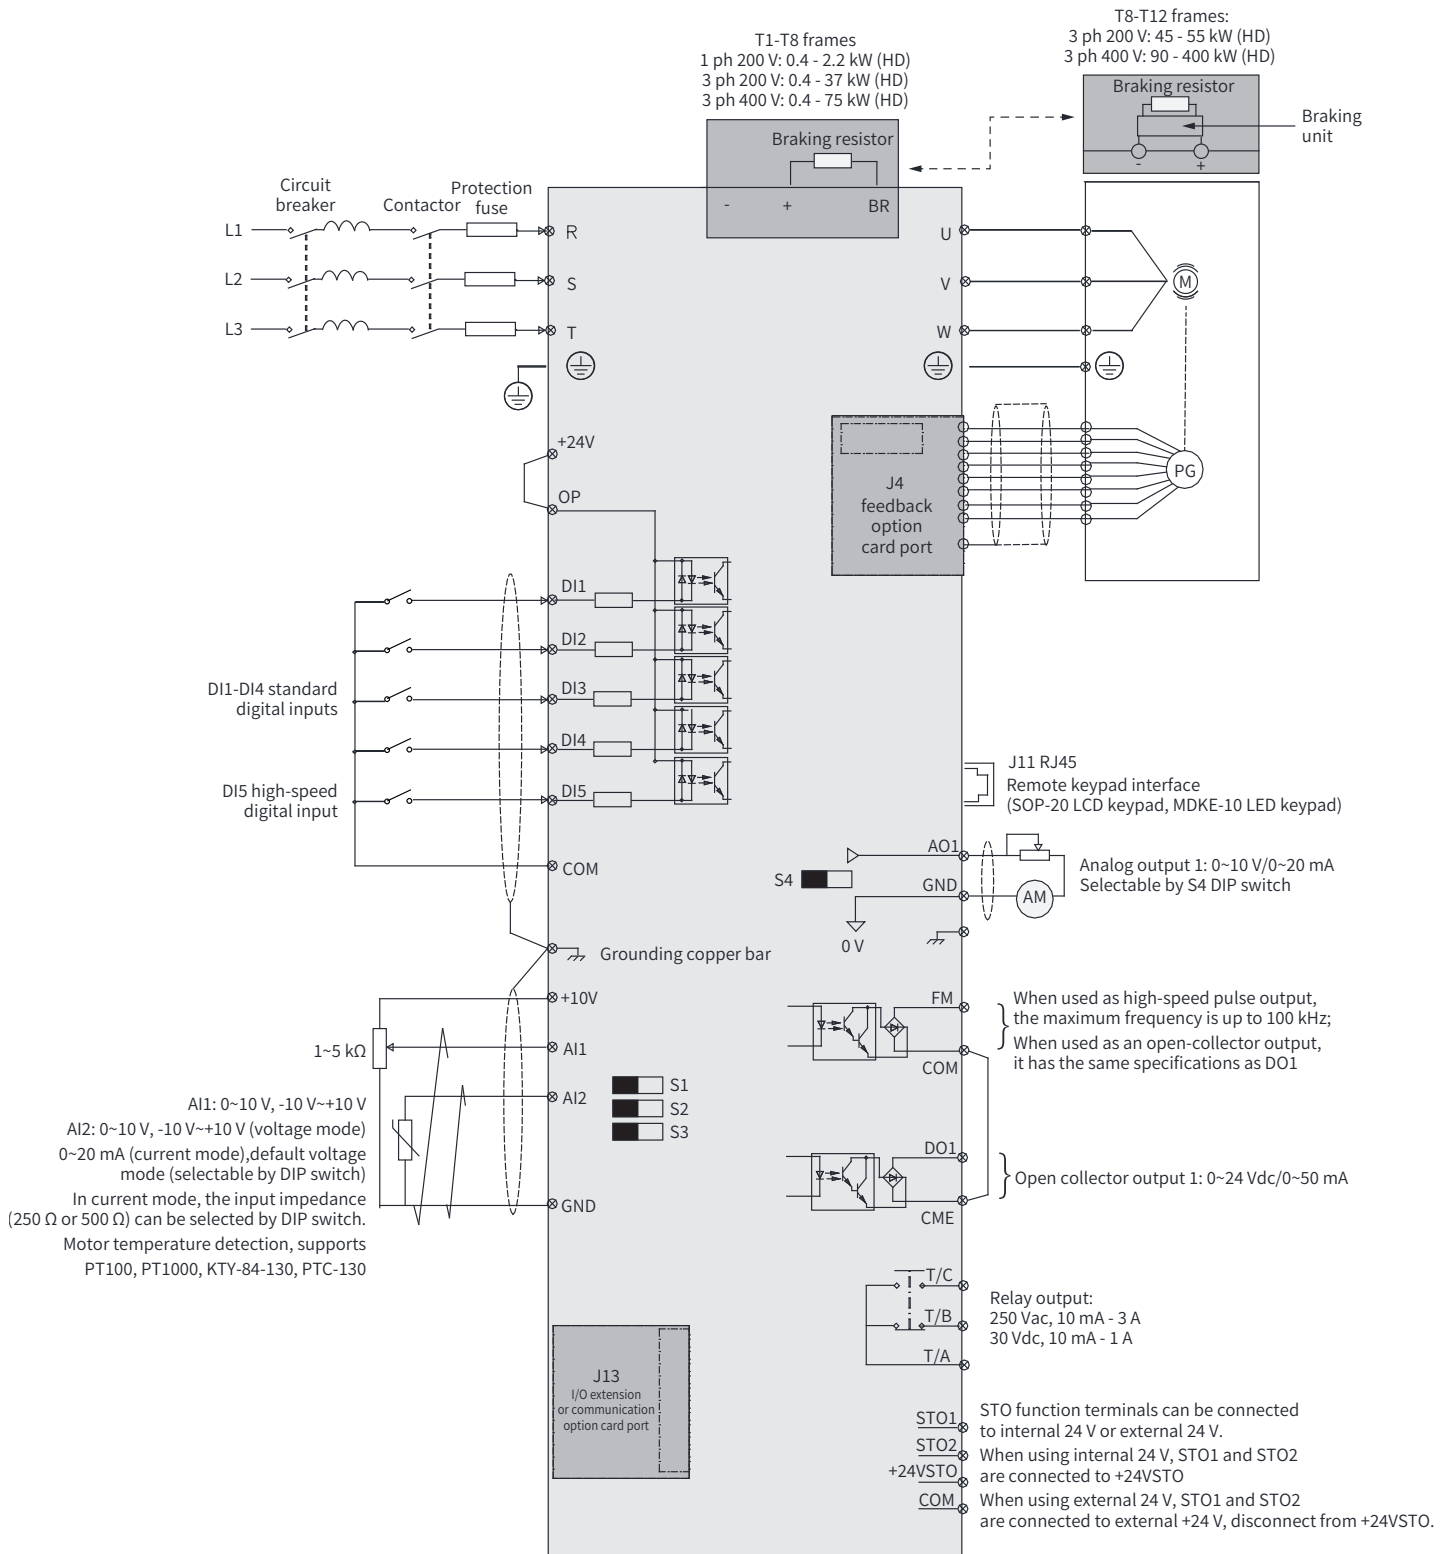 T1-T8 frames
1 ph 200 V: 0.4 - 2.2 kW (HD)
3 ph 200 V: 0.4 - 37 kW (HD)
3 ph 400 V: 0.4 - 75 kW (HD)
T8-T12 frames:
3 ph 200 V: 45 - 55 kW (HD)
3 ph 400 V: 90 - 400 kW (HD)
Braking resistor
- +
Braking
unit
Braking resistor
- + BR
Circuit
breaker
Contactor
Protection
fuse
L1
R
L2
S
L3
T
U
V
W
M
+24V
OP
J4
feedback
option
card port
PG
DI1
DI2
DI3
DI4
DI5
DI1-DI4 standard
digital inputs
DI5 high-speed
digital input
COM
Grounding copper bar
J11 RJ45
Remote keypad interface
(SOP-20 LCD keypad, MDKE-10 LED keypad)
AO1
S4
GND
AM
0 V
Analog output 1: 0~10 V/0~20 mA
Selectable by S4 DIP switch
+10V
1~5 kΩ
AI1
AI2
GND
S1
S2
S3
AI1: 0~10 V, -10 V~+10 V
AI2: 0~10 V, -10 V~+10 V (voltage mode)
0~20 mA (current mode),default voltage
mode (selectable by DIP switch)
In current mode, the input impedance
(250 Ω or 500 Ω) can be selected by DIP switch.
Motor temperature detection, supports
PT100, PT1000, KTY-84-130, PTC-130
FM
COM
When used as high-speed pulse output,
the maximum frequency is up to 100 kHz;
When used as an open-collector output,
it has the same specifications as DO1
DO1
CME
Open collector output 1: 0~24 Vdc/0~50 mA
T/C
T/B
T/A
Relay output:
250 Vac, 10 mA - 3 A
30 Vdc, 10 mA - 1 A
J13
I/O extension
or communication
option card port
STO1
STO2
+24VSTO
COM
STO function terminals can be connected
to internal 24 V or external 24 V.
When using internal 24 V, STO1 and STO2
are connected to +24VSTO
When using external 24 V, STO1 and STO2
are connected to external +24 V, disconnect from +24VSTO.